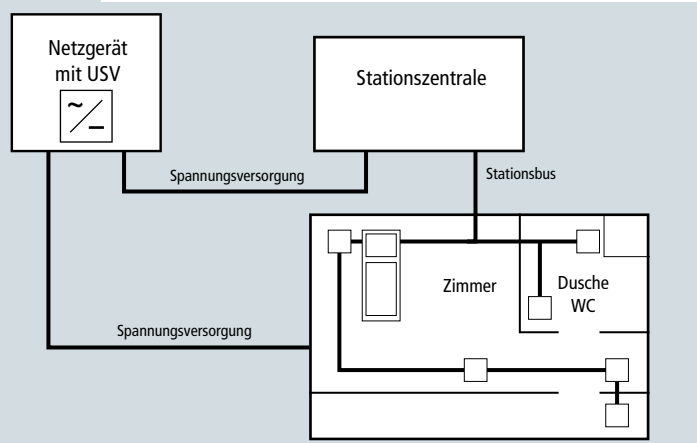 Netzgerät
mit USV
~
–
Stationszentrale
Spannungsversorgung
Stationsbus
Zimmer
Dusche
WC
Spannungsversorgung